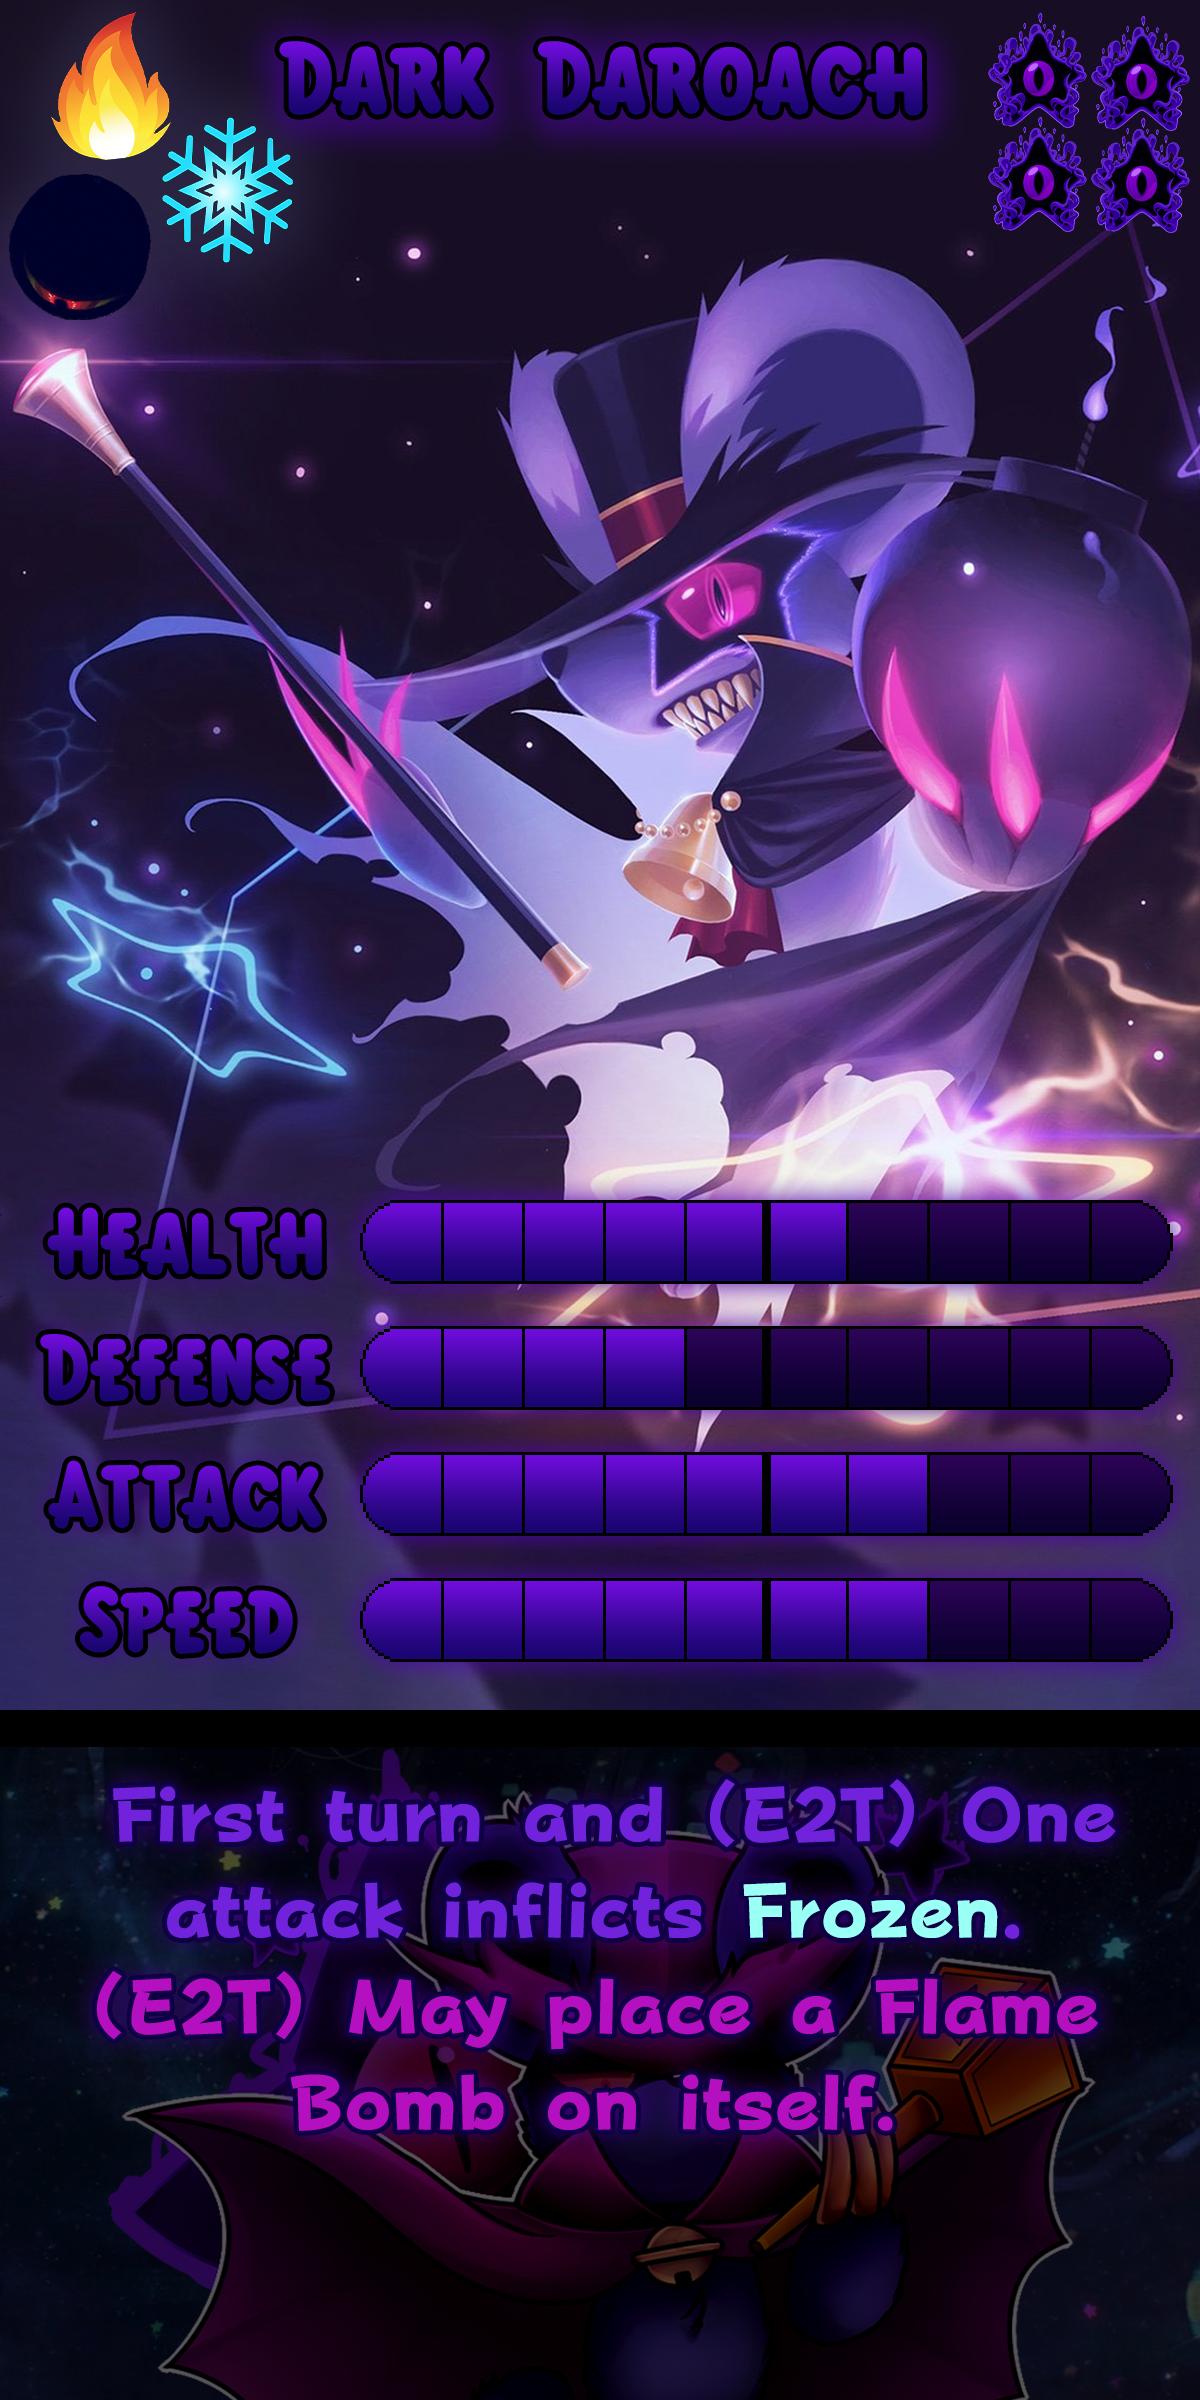 Dark Daroach
Health
Defense
Attack
Speed
First turn and (E2T) One
attack inflicts Frozen.
(E2T) May place a Flame
Bomb on itself.